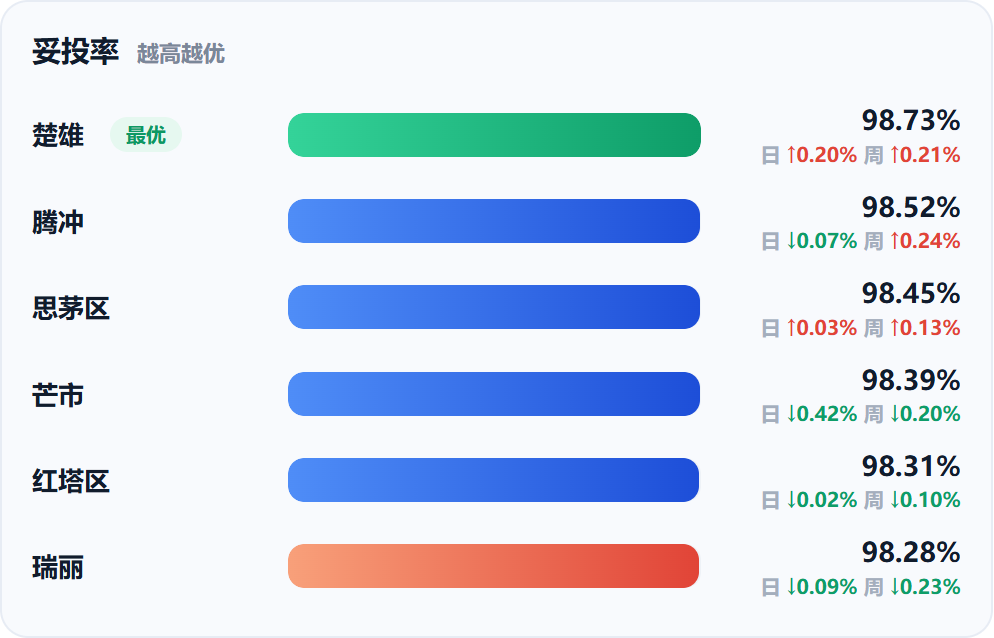 妥投率 越高越优
楚雄 最优 98.73%
日 ↑0.20% 周 ↑0.21%
腾冲 98.52%
日 ↓0.07% 周 ↑0.24%
思茅区 98.45%
日 ↑0.03% 周 ↑0.13%
芒市 98.39%
日 ↓0.42% 周 ↓0.20%
红塔区 98.31%
日 ↓0.02% 周 ↓0.10%
瑞丽 98.28%
日 ↓0.09% 周 ↓0.23%